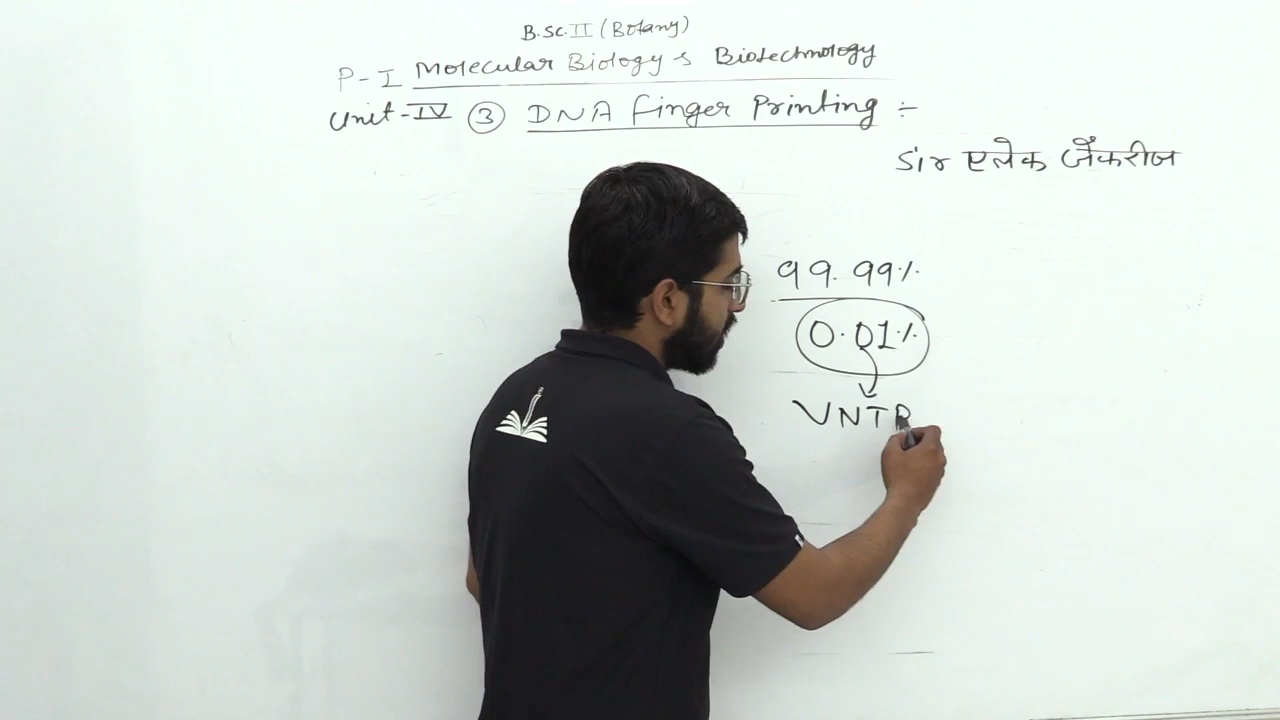 B.Sc.II (Botany)
P-I Molecular Biology & Biotechnology
Unit-IV ③ DNA Finger Printing ÷
Sir एलेक जैंकरीज
99.99%
0.01%
VNTR